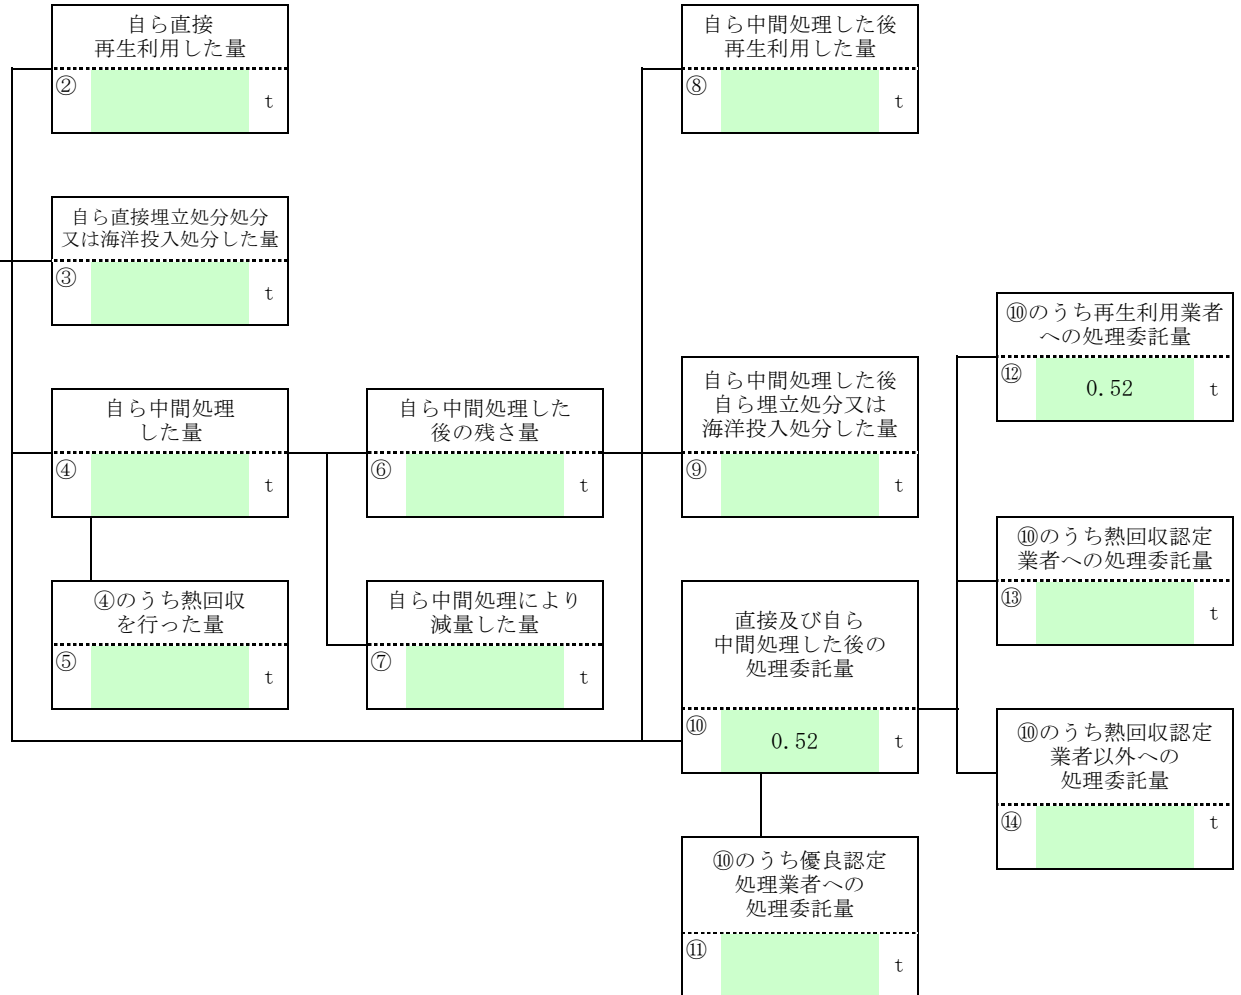 自ら直接
再生利用した量
②
t
自ら中間処理した後
再生利用した量
⑧
t
自ら直接埋立処分処分
又は海洋投入処分した量
③
t
⑩のうち再生利用業者
への処理委託量
⑫
0.52
t
自ら中間処理
した量
④
t
自ら中間処理した
後の残さ量
⑥
t
自ら中間処理した後
自ら埋立処分又は
海洋投入処分した量
⑨
t
⑩のうち熱回収認定
業者への処理委託量
⑬
t
④のうち熱回収
を行った量
⑤
t
自ら中間処理により
減量した量
⑦
t
直接及び自ら
中間処理した後の
処理委託量
⑩
0.52
t
⑩のうち熱回収認定
業者以外への
処理委託量
⑭
t
⑩のうち優良認定
処理業者への
処理委託量
⑪
t